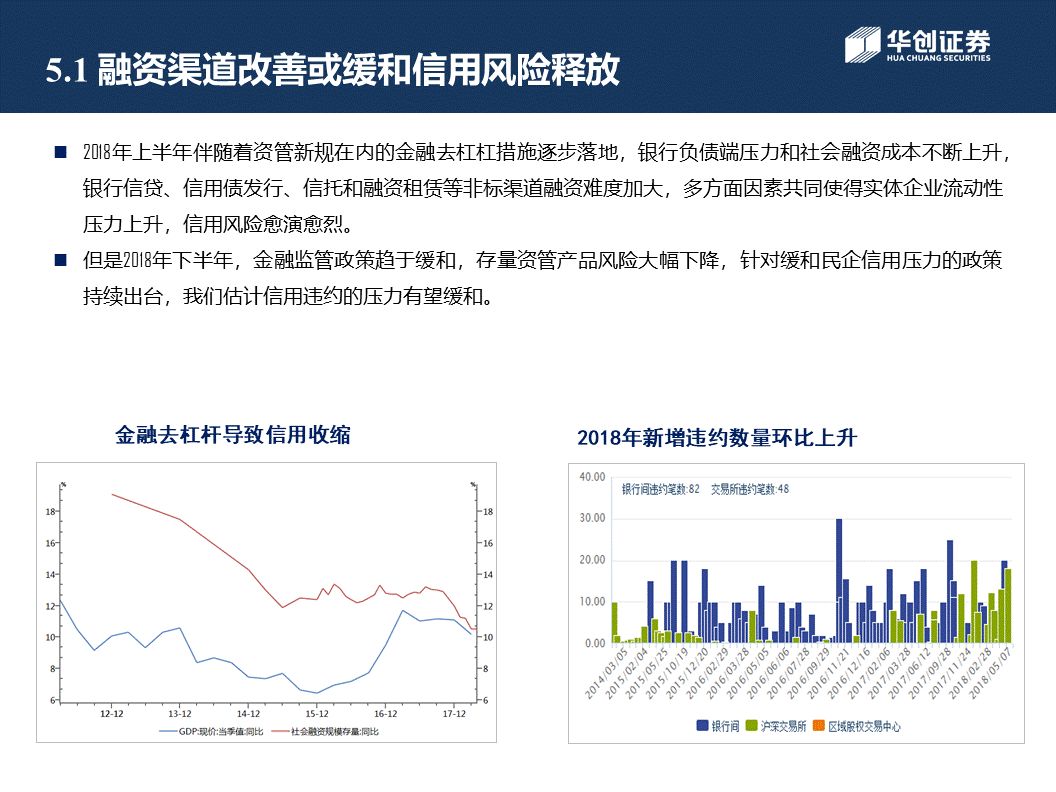 5.1 融资渠道改善或缓和信用风险释放
华创证券
HUA CHUANG SECURITIES
■ 2018年上半年伴随着资管新规在内的金融去杠杠措施逐步落地，银行负债端压力和社会融资成本不断上升，
银行信贷、信用债发行、信托和融资租赁等非标渠道融资难度加大，多方面因素共同使得实体企业流动性
压力上升，信用风险愈演愈烈。
■ 但是2018年下半年，金融监管政策趋于缓和，存量资管产品风险大幅下降，针对缓和民企信用压力的政策
持续出台，我们估计信用违约的压力有望缓和。
金融去杠杆导致信用收缩
% %
18 18
16 16
14 14
12 12
10 10
8 8
6 6
12-12 13-12 14-12 15-12 16-12 17-12
GDP:现价:当季值:同比 社会融资规模存量:同比
2018年新增违约数量环比上升
银行间违约笔数:82 交易所违约笔数:48
40.00
30.00
20.00
10.00
0.00
2014/03/05 2015/02/04 2015/05/25 2015/10/19 2015/12/20 2016/02/29 2016/03/28 2016/05/05 2016/06/06 2016/07/28 2016/09/29 2016/11/21 2016/12/16 2017/02/06 2017/03/28 2017/06/12 2017/09/28 2017/11/24 2018/02/28 2018/05/07
银行间 沪深交易所 区域股权交易中心